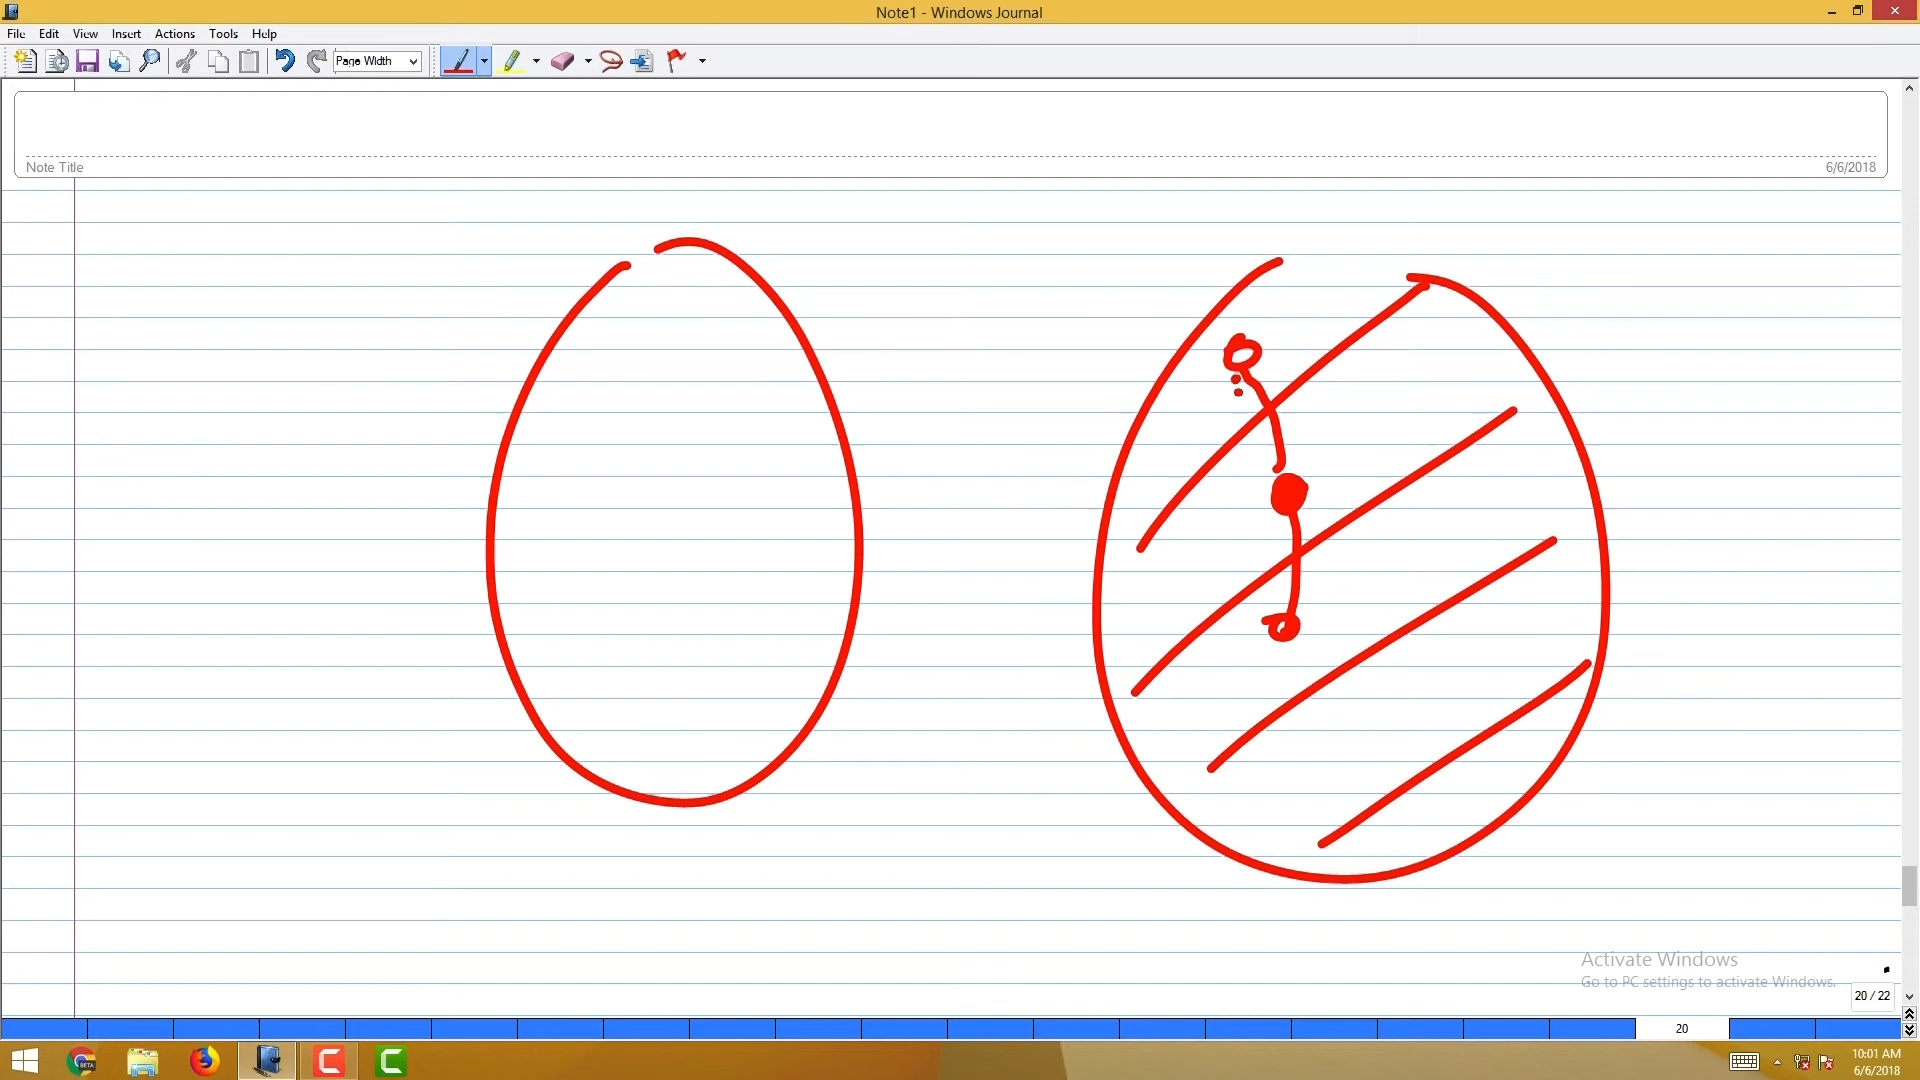 Note1 - Windows Journal
File Edit View Insert Actions Tools Help
Page Width
Note Title
6/6/2018
Activate Windows
Go to PC settings to activate Windows.
20 / 22
20
BETA
10:01 AM
6/6/2018